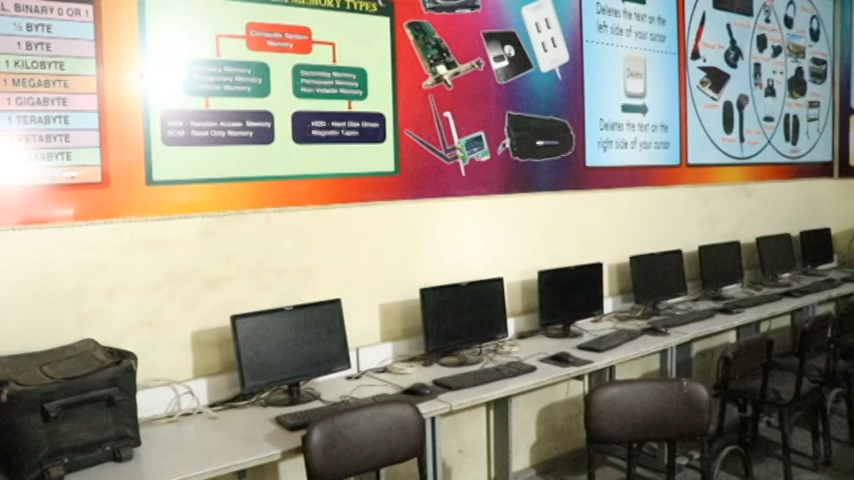 BINARY 0 OR 1
½ BYTE
1 BYTE
1 KILOBYTE
1 MEGABYTE
1 GIGABYTE
1 TERABYTE
PETABYTE
MEMORY TYPES
Computer System
Memory
Secondary Memory
Permanent Memory
Non-Volatile Memory
RAM - Random Access Memory
ROM - Read Only Memory
HDD - Hard Disk Drive
Magnetic Tapes
Deletes the text on the
left side of your cursor
Delete
Deletes the text on the
right side of your cursor